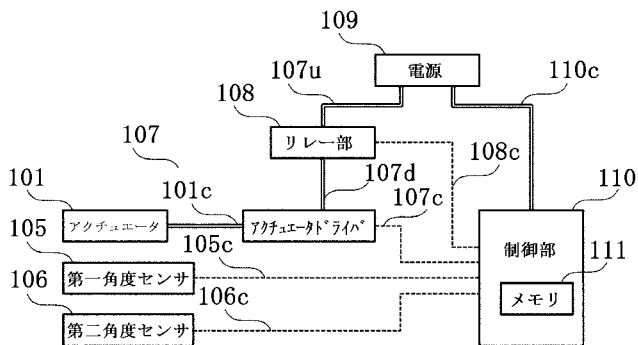 109
電源
107u
110c
108
リレー部
107
108c
107d
101
101c
107c
110
アクチュエータ
アクチュエータドライバ
105
105c
制御部
111
第一角度センサ
106
メモリ
106c
第二角度センサ